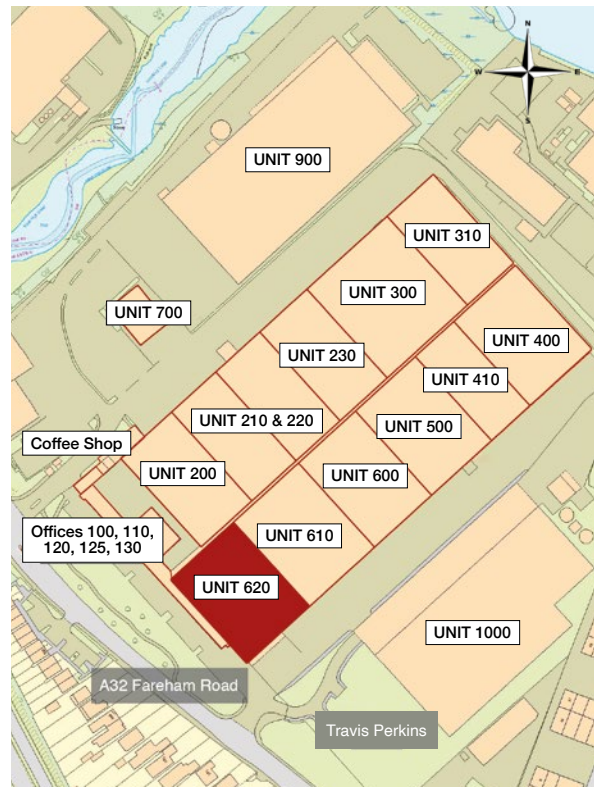 N
W E
S
UNIT 900
UNIT 310
UNIT 300
UNIT 700
UNIT 400
UNIT 230
UNIT 410
UNIT 210 & 220
UNIT 500
Coffee Shop
UNIT 200
UNIT 600
Offices 100, 110,
120, 125, 130
UNIT 610
UNIT 620
UNIT 1000
A32 Fareham Road
Travis Perkins